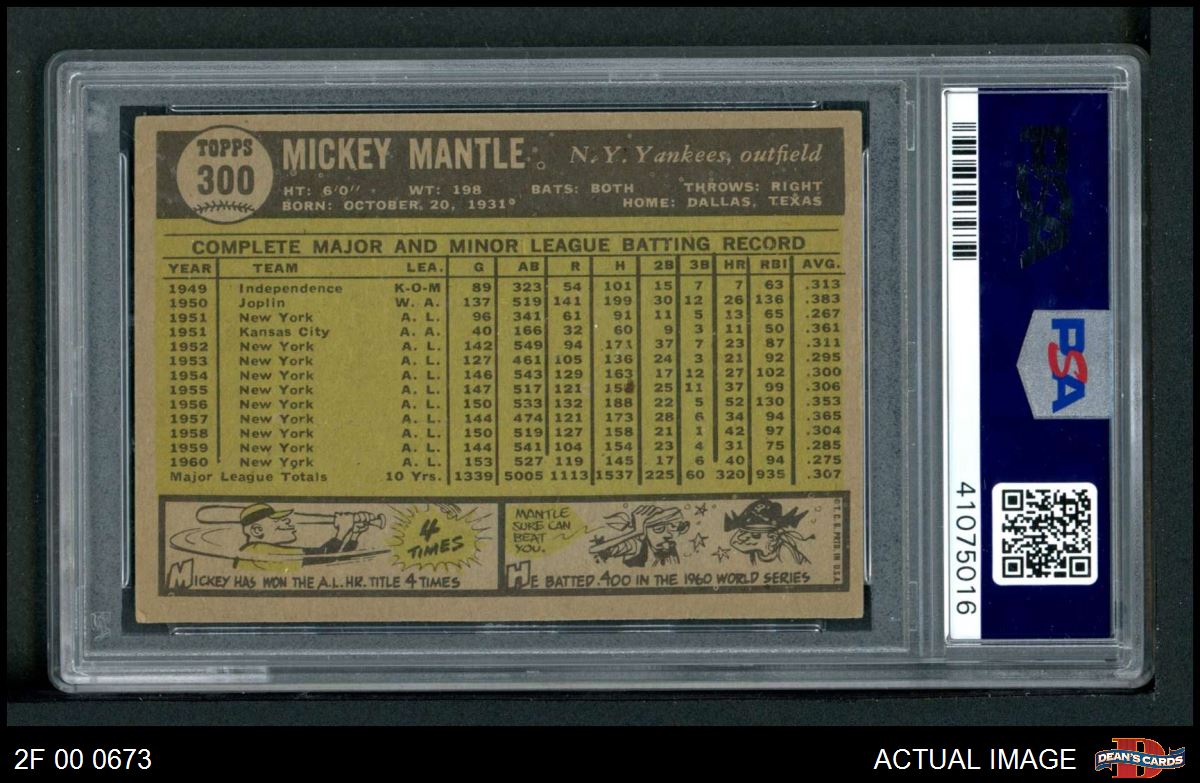 TOPPS
300
MICKEY MANTLE N. Y. Yankees, outfield
HT: 6'0" WT: 198 BATS: BOTH THROWS: RIGHT
BORN: OCTOBER 20, 1931 HOME: DALLAS, TEXAS
COMPLETE MAJOR AND MINOR LEAGUE BATTING RECORD
YEAR TEAM LEA. G AB R H 2B 3B HR RBI AVG.
1949 Independence K-O-M 89 323 54 101 15 7 7 63 .313
1950 Joplin W. A. 137 519 141 199 30 12 26 136 .383
1951 New York A. L. 96 341 61 91 11 5 13 65 .267
1951 Kansas City A. A. 40 166 32 60 9 3 11 50 .361
1952 New York A. L. 142 549 94 171 37 7 23 87 .311
1953 New York A. L. 127 461 105 136 24 3 21 92 .295
1954 New York A. L. 146 543 129 163 17 12 27 102 .300
1955 New York A. L. 147 517 121 158 25 11 37 99 .306
1956 New York A. L. 150 533 132 188 22 5 52 130 .353
1957 New York A. L. 144 474 121 173 28 6 34 94 .365
1958 New York A. L. 150 519 127 158 21 1 42 97 .304
1959 New York A. L. 144 541 104 154 23 4 31 75 .285
1960 New York A. L. 153 527 119 145 17 6 40 94 .275
Major League Totals 10 Yrs. 1339 5005 1113 1537 225 60 320 935 .307
4
TIMES
MICKEY HAS WON THE A.L. HR. TITLE 4 TIMES
MANTLE
SURE CAN
BEAT
YOU.
HE BATTED .400 IN THE 1960 WORLD SERIES
© T. C. G. PRTD. IN U.S.A.
PSA
PSA
41075016
PSA
2F 00 0673
ACTUAL IMAGE
D
DEAN'S CARDS